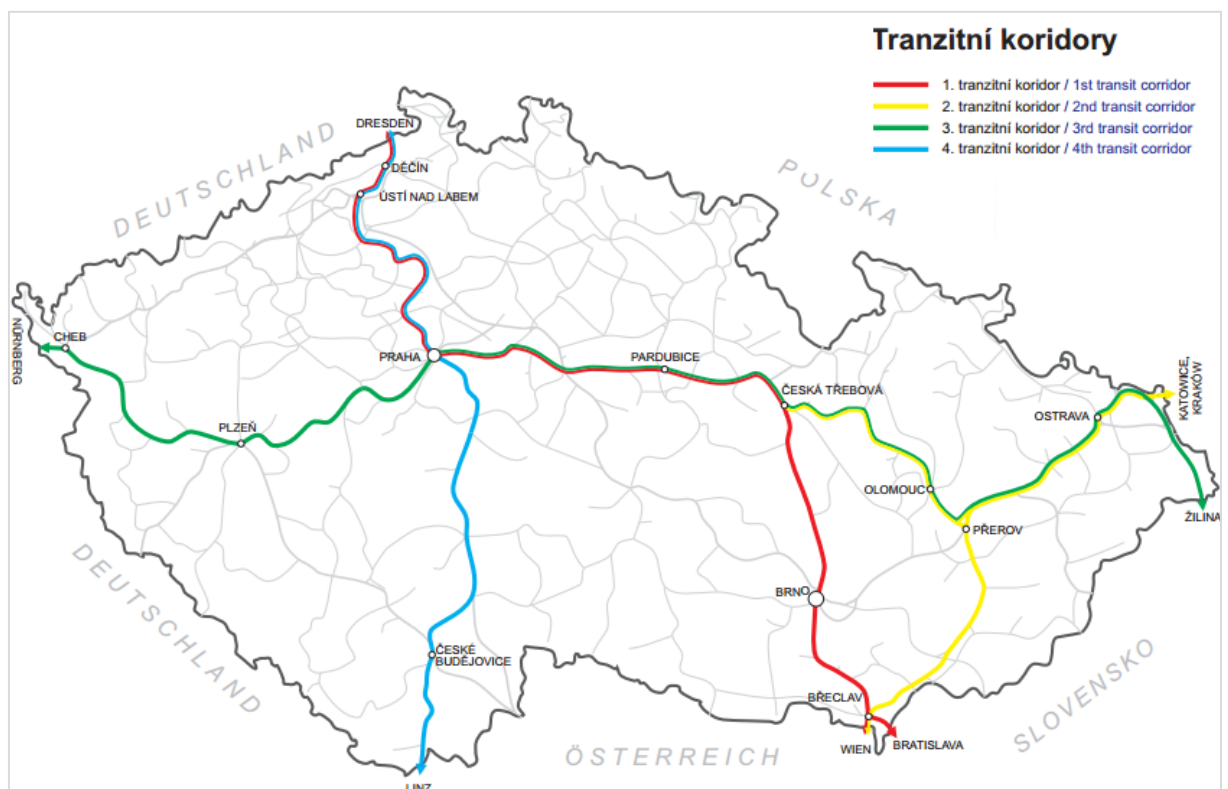 Tranzitní koridory
1. tranzitní koridor / 1st transit corridor
2. tranzitní koridor / 2nd transit corridor
3. tranzitní koridor / 3rd transit corridor
4. tranzitní koridor / 4th transit corridor
DRESDEN
DEUTSCHLAND
DĚČÍN
POLSKA
ÚSTÍ NAD LABEM
NÜRNBERG
CHEB
PRAHA
PARDUBICE
KATOWICE,
KRAKÓW
ČESKÁ TŘEBOVÁ
OSTRAVA
PLZEŇ
OLOMOUC
ŽILINA
PŘEROV
DEUTSCHLAND
BRNO
ČESKÉ
BUDĚJOVICE
SLOVENSKO
BŘECLAV
WIEN
BRATISLAVA
ÖSTERREICH
LINZ